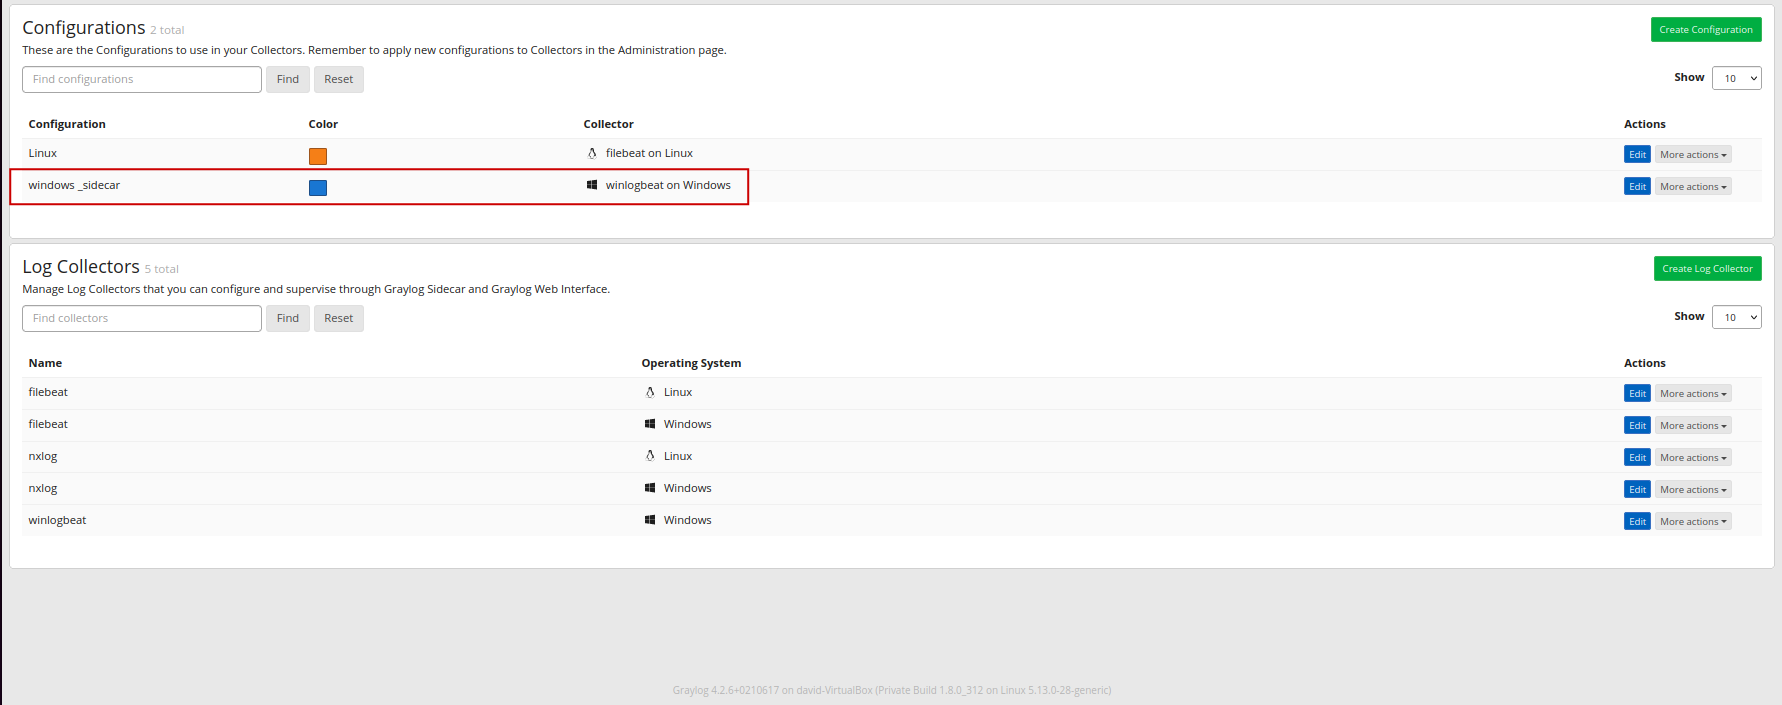 Configurations 2 total
Create Configuration
These are the Configurations to use in your Collectors. Remember to apply new configurations to Collectors in the Administration page.
Find configurations Find Reset Show 10
Configuration Color Collector Actions
Linux filebeat on Linux Edit More actions
windows _sidecar winlogbeat on Windows Edit More actions
Log Collectors 5 total
Create Log Collector
Manage Log Collectors that you can configure and supervise through Graylog Sidecar and Graylog Web Interface.
Find collectors Find Reset Show 10
Name Operating System Actions
filebeat Linux Edit More actions
filebeat Windows Edit More actions
nxlog Linux Edit More actions
nxlog Windows Edit More actions
winlogbeat Windows Edit More actions
Graylog 4.2.6+0210617 on david-VirtualBox (Private Build 1.8.0_312 on Linux 5.13.0-28-generic)